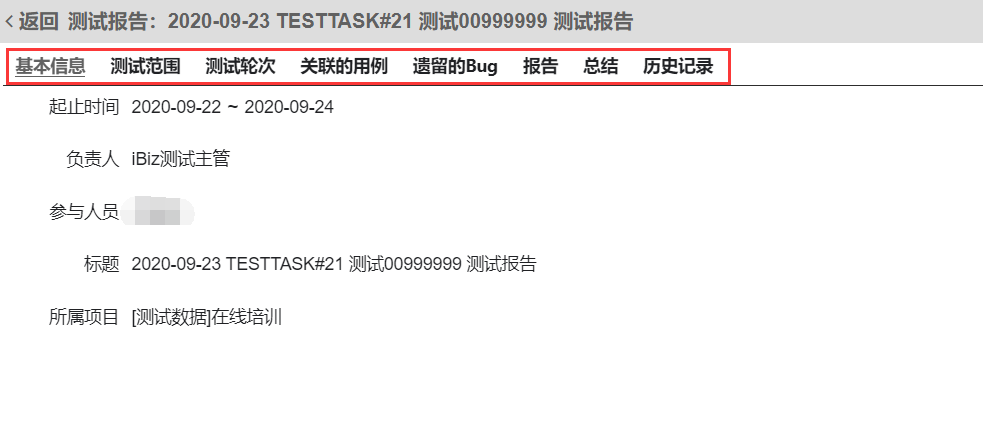 < 返回 测试报告：2020-09-23 TESTTASK#21 测试00999999 测试报告
基本信息 测试范围 测试轮次 关联的用例 遗留的Bug 报告 总结 历史记录
起止时间 2020-09-22 ~ 2020-09-24
负责人 iBiz测试主管
参与人员
标题 2020-09-23 TESTTASK#21 测试00999999 测试报告
所属项目 [测试数据]在线培训